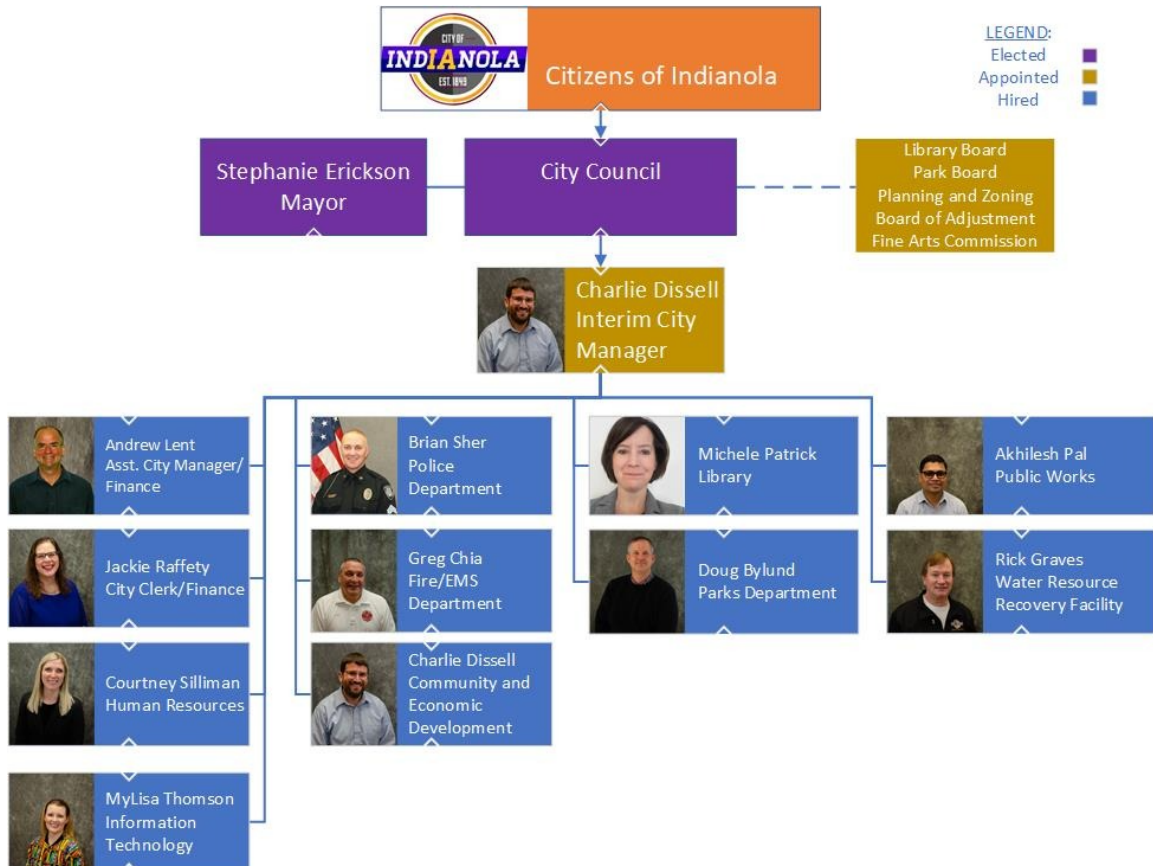 CITY OF
INDIANOLA
EST. 1849
Citizens of Indianola
LEGEND:
Elected
Appointed
Hired
Stephanie Erickson
Mayor
City Council
Library Board
Park Board
Planning and Zoning
Board of Adjustment
Fine Arts Commission
Charlie Dissell
Interim City
Manager
Andrew Lent
Asst. City Manager/
Finance
Brian Sher
Police
Department
Michele Patrick
Library
Akhilesh Pal
Public Works
Jackie Raffety
City Clerk/Finance
Greg Chia
Fire/EMS
Department
Doug Bylund
Parks Department
Rick Graves
Water Resource
Recovery Facility
Courtney Silliman
Human Resources
Charlie Dissell
Community and
Economic
Development
MyLisa Thomson
Information
Technology